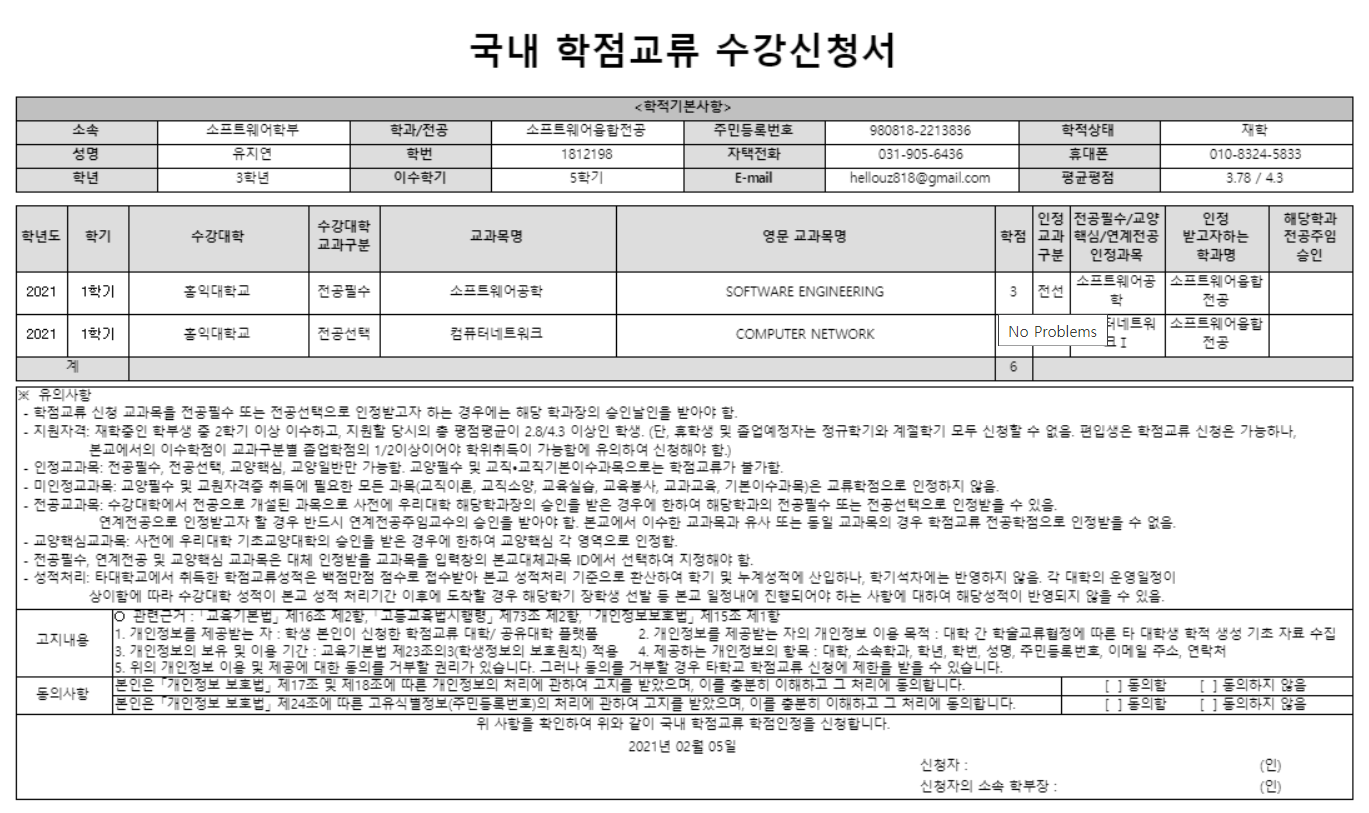 국내 학점교류 수강신청서
<학적기본사항>
소속 소프트웨어학부 학과/전공 소프트웨어융합전공 주민등록번호 980818-2213836 학적상태 재학
성명 유지연 학번 1812198 자택전화 031-905-6436 휴대폰 010-8324-5833
학년 3학년 이수학기 5학기 E-mail hellouz818@gmail.com 평균평점 3.78 / 4.3
학년도 학기 수강대학 수강대학 교과구분 교과목명 영문 교과목명 학점 인정 교과 구분 전공필수/교양 핵심/연계전공 인정과목 인정 받고자하는 학과명 해당학과 전공주임 승인
2021 1학기 홍익대학교 전공필수 소프트웨어공학 SOFTWARE ENGINEERING 3 전선 소프트웨어공학 소프트웨어융합전공
2021 1학기 홍익대학교 전공선택 컴퓨터네트워크 COMPUTER NETWORK No Problems 터네트워크 I 소프트웨어융합전공
계 6
※ 유의사항
- 학점교류 신청 교과목을 전공필수 또는 전공선택으로 인정받고자 하는 경우에는 해당 학과장의 승인날인을 받아야 함.
- 지원자격: 재학중인 학부생 중 2학기 이상 이수하고, 지원할 당시의 총 평점평균이 2.8/4.3 이상인 학생. (단, 휴학생 및 졸업예정자는 정규학기와 계절학기 모두 신청할 수 없음. 편입생은 학점교류 신청은 가능하나,
본교에서의 이수학점이 교과구분별 졸업학점의 1/2이상이어야 학위취득이 가능함에 유의하여 신청해야 함.)
- 인정교과목: 전공필수, 전공선택, 교양핵심, 교양일반만 가능함. 교양필수 및 교직•교직기본이수과목으로는 학점교류가 불가함.
- 미인정교과목: 교양필수 및 교원자격증 취득에 필요한 모든 과목(교직이론, 교직소양, 교육실습, 교육봉사, 교과교육, 기본이수과목)은 교류학점으로 인정하지 않음.
- 전공교과목: 수강대학에서 전공으로 개설된 과목으로 사전에 우리대학 해당학과장의 승인을 받은 경우에 한하여 해당학과의 전공필수 또는 전공선택으로 인정받을 수 있음.
연계전공으로 인정받고자 할 경우 반드시 연계전공주임교수의 승인을 받아야 함. 본교에서 이수한 교과목과 유사 또는 동일 교과목의 경우 학점교류 전공학점으로 인정받을 수 없음.
- 교양핵심교과목: 사전에 우리대학 기초교양대학의 승인을 받은 경우에 한하여 교양핵심 각 영역으로 인정함.
- 전공필수, 연계전공 및 교양핵심 교과목은 대체 인정받을 교과목을 입력창의 본교대체과목 ID에서 선택하여 지정해야 함.
- 성적처리: 타대학교에서 취득한 학점교류성적은 백점만점 점수로 접수받아 본교 성적처리 기준으로 환산하여 학기 및 누계성적에 산입하나, 학기석차에는 반영하지 않음. 각 대학의 운영일정이
상이함에 따라 수강대학 성적이 본교 성적 처리기간 이후에 도착할 경우 해당학기 장학생 선발 등 본교 일정내에 진행되어야 하는 사항에 대하여 해당성적이 반영되지 않을 수 있음.
고지내용
○ 관련근거 : 「교육기본법」 제16조 제2항, 「고등교육법시행령」 제73조 제2항, 「개인정보보호법」 제15조 제1항
1. 개인정보를 제공받는 자 : 학생 본인이 신청한 학점교류 대학/ 공유대학 플랫폼 2. 개인정보를 제공받는 자의 개인정보 이용 목적 : 대학 간 학술교류협정에 따른 타 대학생 학적 생성 기초 자료 수집
3. 개인정보의 보유 및 이용 기간 : 교육기본법 제23조의3(학생정보의 보호원칙) 적용 4. 제공하는 개인정보의 항목 : 대학, 소속학과, 학년, 학번, 성명, 주민등록번호, 이메일 주소, 연락처
5. 위의 개인정보 이용 및 제공에 대한 동의를 거부할 권리가 있습니다. 그러나 동의를 거부할 경우 타학교 학점교류 신청에 제한을 받을 수 있습니다.
동의사항
본인은 「개인정보 보호법」 제17조 및 제18조에 따른 개인정보의 처리에 관하여 고지를 받았으며, 이를 충분히 이해하고 그 처리에 동의합니다. [ ] 동의함 [ ] 동의하지 않음
본인은 「개인정보 보호법」 제24조에 따른 고유식별정보(주민등록번호)의 처리에 관하여 고지를 받았으며, 이를 충분히 이해하고 그 처리에 동의합니다. [ ] 동의함 [ ] 동의하지 않음
위 사항을 확인하여 위와 같이 국내 학점교류 학점인정을 신청합니다.
2021년 02월 05일
신청자 : (인)
신청자의 소속 학부장 : (인)